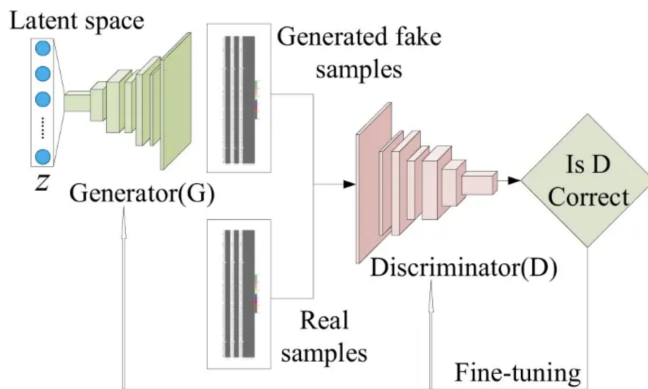 Latent space
z
Generator(G)
Generated fake
samples
Real
samples
Discriminator(D)
Is D
Correct
Fine-tuning